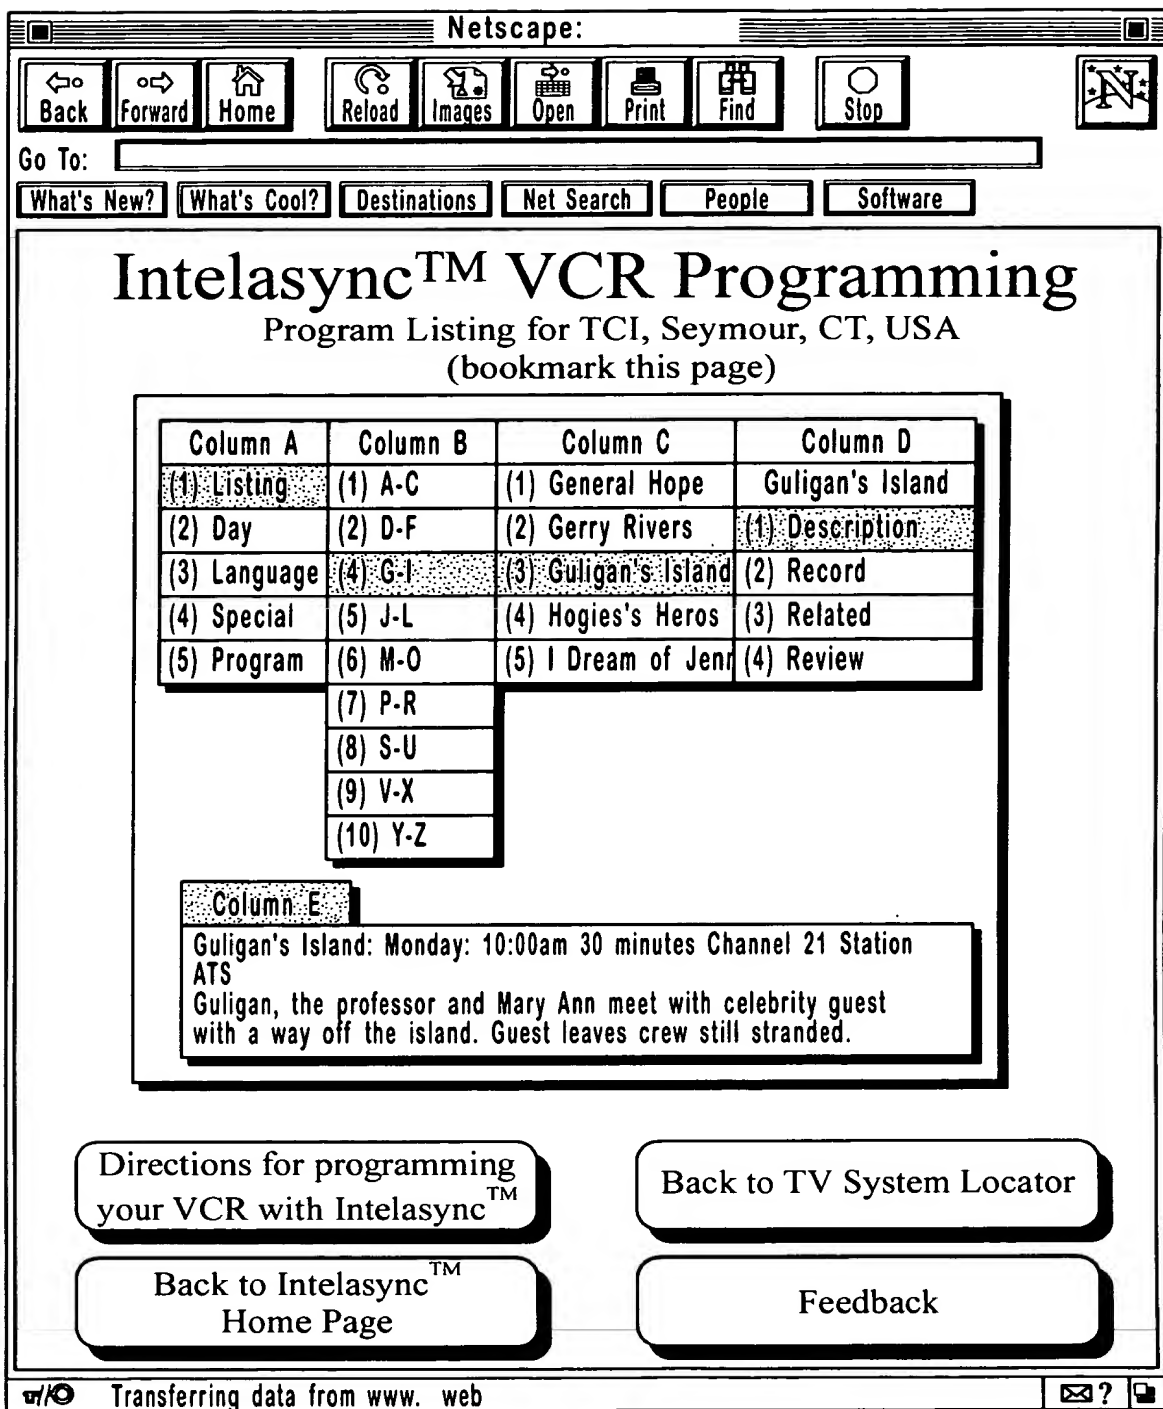 Netscape:
Back Forward Home Reload Images Open Print Find Stop N
Go To:
What's New? What's Cool? Destinations Net Search People Software
Intelasync™ VCR Programming
Program Listing for TCI, Seymour, CT, USA
(bookmark this page)
Column A Column B Column C Column D
(1) Listing (1) A-C (1) General Hope Guligan's Island
(2) Day (2) D-F (2) Gerry Rivers (1) Description
(3) Language (4) G-I (3) Guligan's Island (2) Record
(4) Special (5) J-L (4) Hogies's Heros (3) Related
(5) Program (6) M-O (5) I Dream of Jenn (4) Review
(7) P-R
(8) S-U
(9) V-X
(10) Y-Z
Column E
Guligan's Island: Monday: 10:00am 30 minutes Channel 21 Station
ATS
Guligan, the professor and Mary Ann meet with celebrity guest
with a way off the island. Guest leaves crew still stranded.
Directions for programming
your VCR with Intelasync™
Back to TV System Locator
Back to Intelasync™
Home Page
Feedback
Transferring data from www. web
?